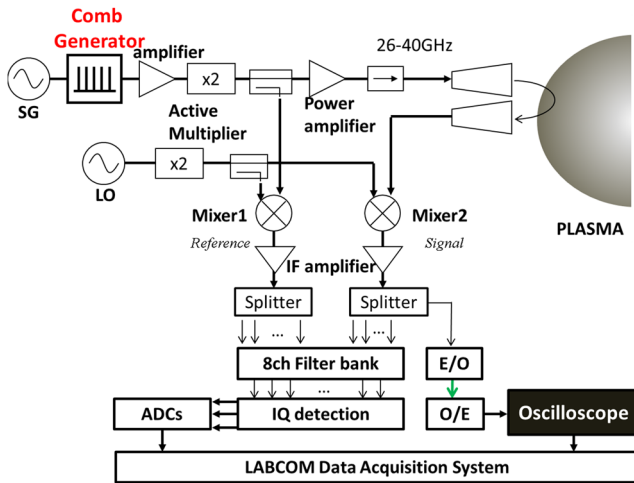 Comb
Generator
amplifier
26-40GHz
x2
SG
Power
amplifier
Active
Multiplier
x2
LO
Mixer1
Mixer2
PLASMA
Reference
Signal
IF amplifier
Splitter
Splitter
...
...
8ch Filter bank
E/O
...
ADCs
IQ detection
O/E
Oscilloscope
LABCOM Data Acquisition System